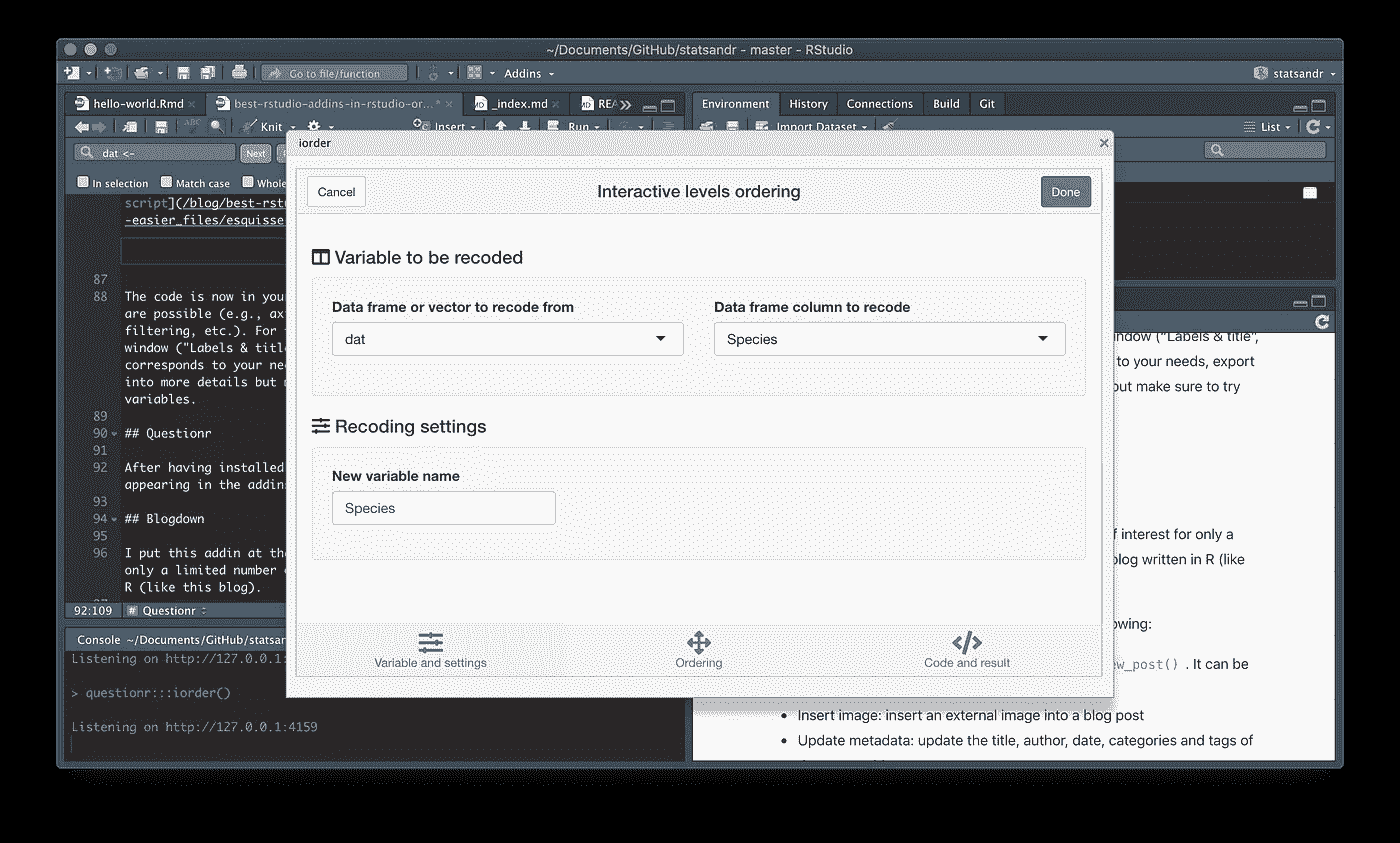 ~/Documents/GitHub/statsandr - master - RStudio
Go to file/function
Addins
statsandr
hello-world.Rmd
best-rstudio-addins-in-rstudio-or...*
_index.md
REA
Knit
Insert
Run
dat <-
Next
In selection
Match case
Whole
script](/blog/best-rst
-easier_files/esquisse
87
88 The code is now in you
are possible (e.g., ax
filtering, etc.). For
window ("Labels & titl
corresponds to your ne
into more details but
variables.
89
90 ## Questionr
91
92 After having installed
appearing in the addin
93
94 ## Blogdown
95
96 I put this addin at th
only a limited number
R (like this blog).
92:109
# Questionr
Console ~/Documents/GitHub/statsan
Listening on http://127.0.0.1:
> questionr:::iorder()
Listening on http://127.0.0.1:4159
Environment
History
Connections
Build
Git
Import Dataset
List
iorder
Cancel
Interactive levels ordering
Done
Variable to be recoded
Data frame or vector to recode from
Data frame column to recode
dat
Species
Recoding settings
New variable name
Species
Variable and settings
Ordering
Code and result
ndow ("Labels & title",
to your needs, export
out make sure to try
f interest for only a
blog written in R (like
owing:
ew_post() . It can be
• Insert image: insert an external image into a blog post
• Update metadata: update the title, author, date, categories and tags of